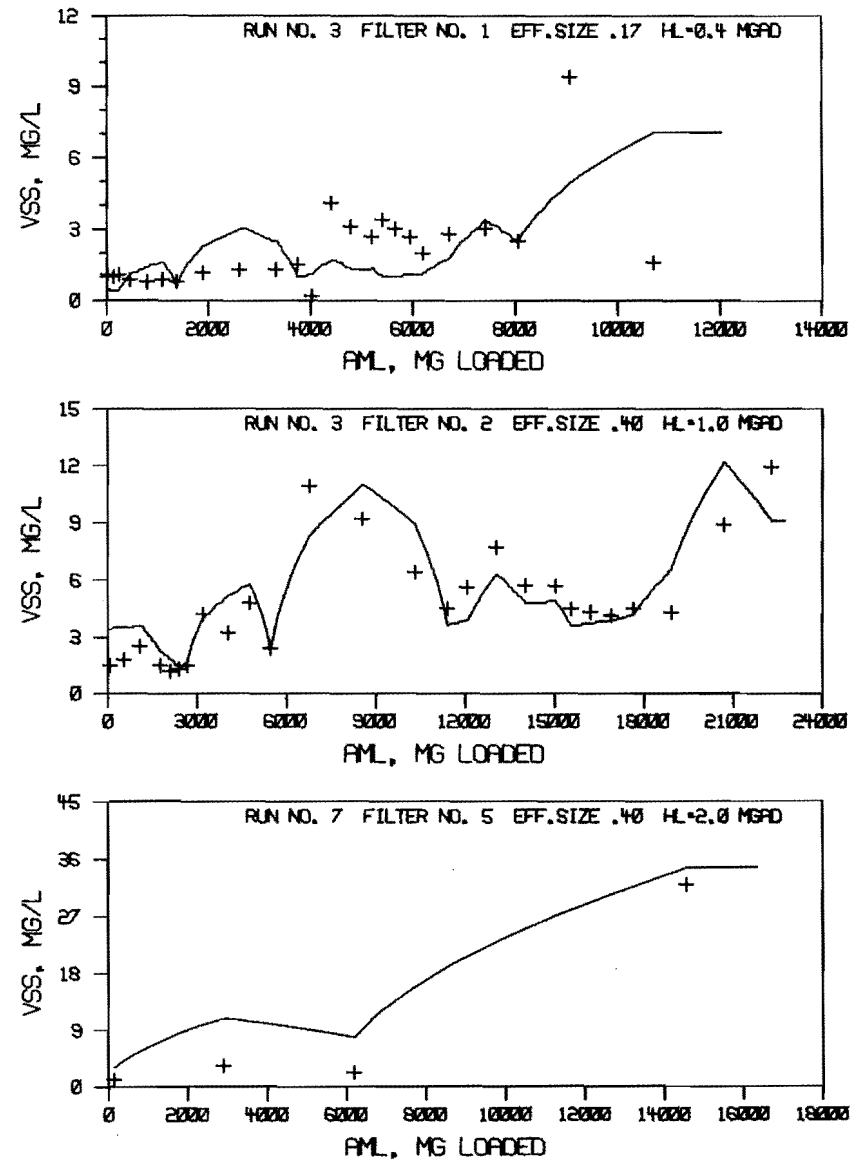 12
RUN NO. 3 FILTER NO. 1 EFF.SIZE .17 HL=0.4 MGAD
9
6
3
0
VSS, MG/L
0 2000 4000 6000 8000 10000 12000 14000
AML, MG LOADED
15
RUN NO. 3 FILTER NO. 2 EFF.SIZE .40 HL=1.0 MGAD
12
9
6
3
0
VSS, MG/L
0 3000 6000 9000 12000 15000 18000 21000 24000
AML, MG LOADED
45
RUN NO. 7 FILTER NO. 5 EFF.SIZE .40 HL=2.0 MGAD
36
27
18
9
0
VSS, MG/L
0 2000 4000 6000 8000 10000 12000 14000 16000 18000
AML, MG LOADED